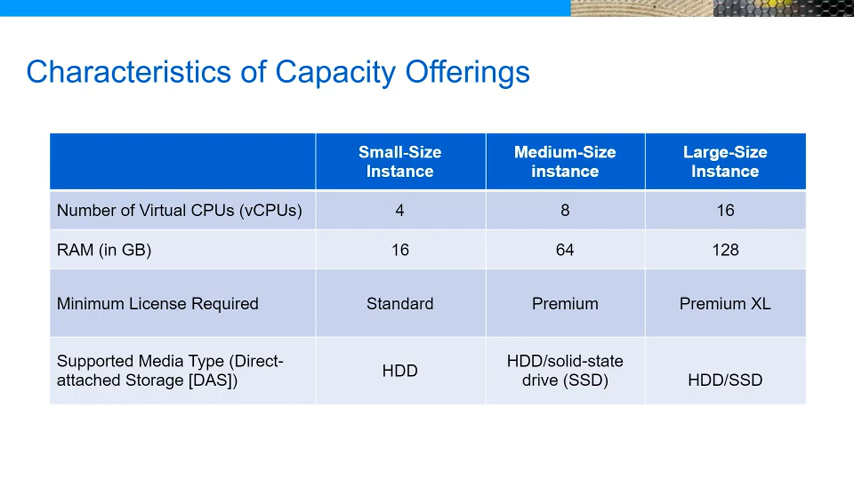 Characteristics of Capacity Offerings
Small-Size
Instance
Medium-Size
instance
Large-Size
Instance
Number of Virtual CPUs (vCPUs)
4
8
16
RAM (in GB)
16
64
128
Minimum License Required
Standard
Premium
Premium XL
Supported Media Type (Direct-
attached Storage [DAS])
HDD
HDD/solid-state
drive (SSD)
HDD/SSD